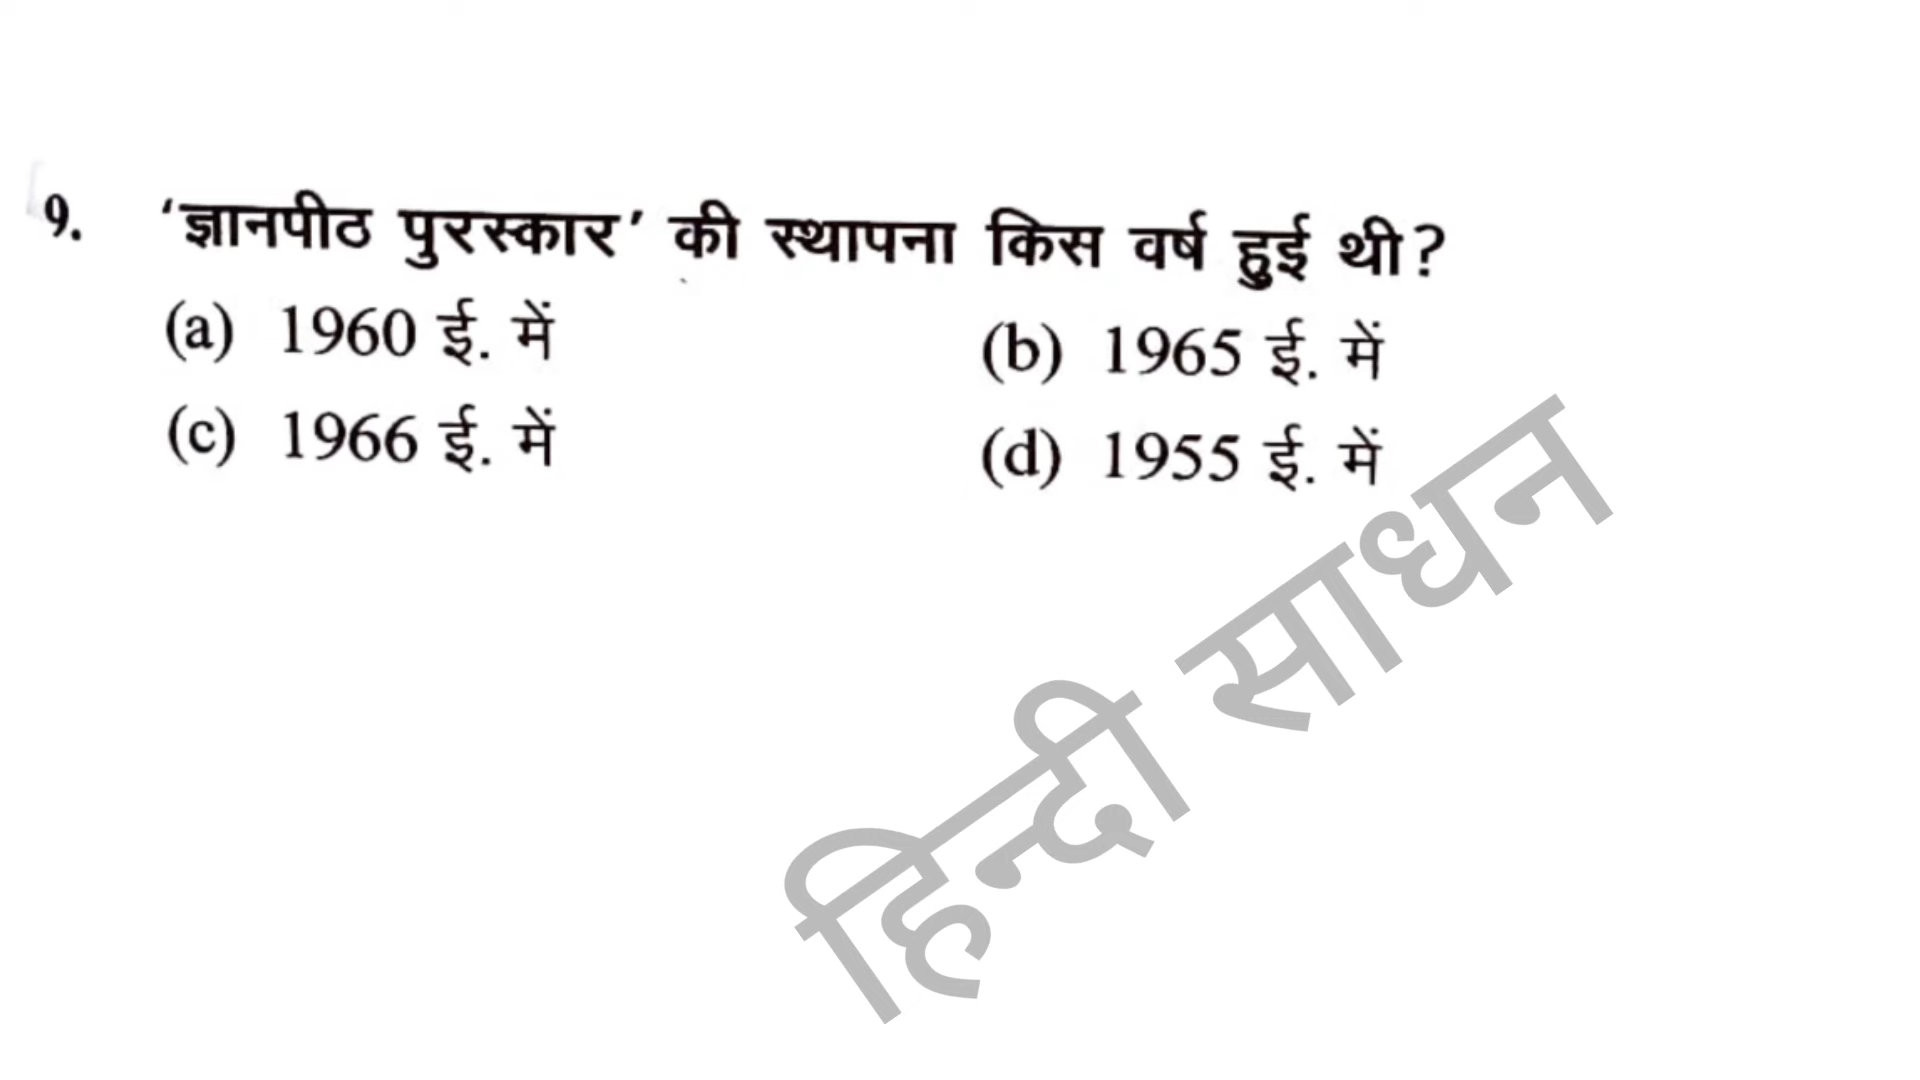 9. ‘ज्ञानपीठ पुरस्कार’ की स्थापना किस वर्ष हुई थी?
(a) 1960 ई. में (b) 1965 ई. में
(c) 1966 ई. में (d) 1955 ई. में
हिन्दी साधन